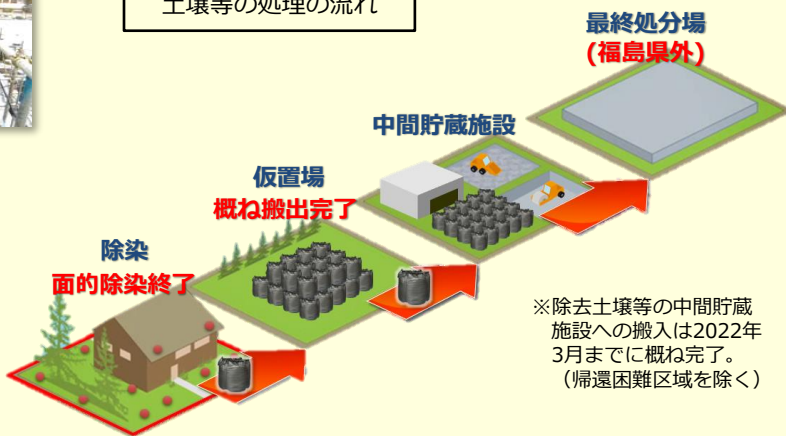 土壌等の処理の流れ
最終処分場
(福島県外)
中間貯蔵施設
仮置場
概ね搬出完了
除染
面的除染終了
※除去土壌等の中間貯蔵
施設への搬入は2022年
3月までに概ね完了。
（帰還困難区域を除く）